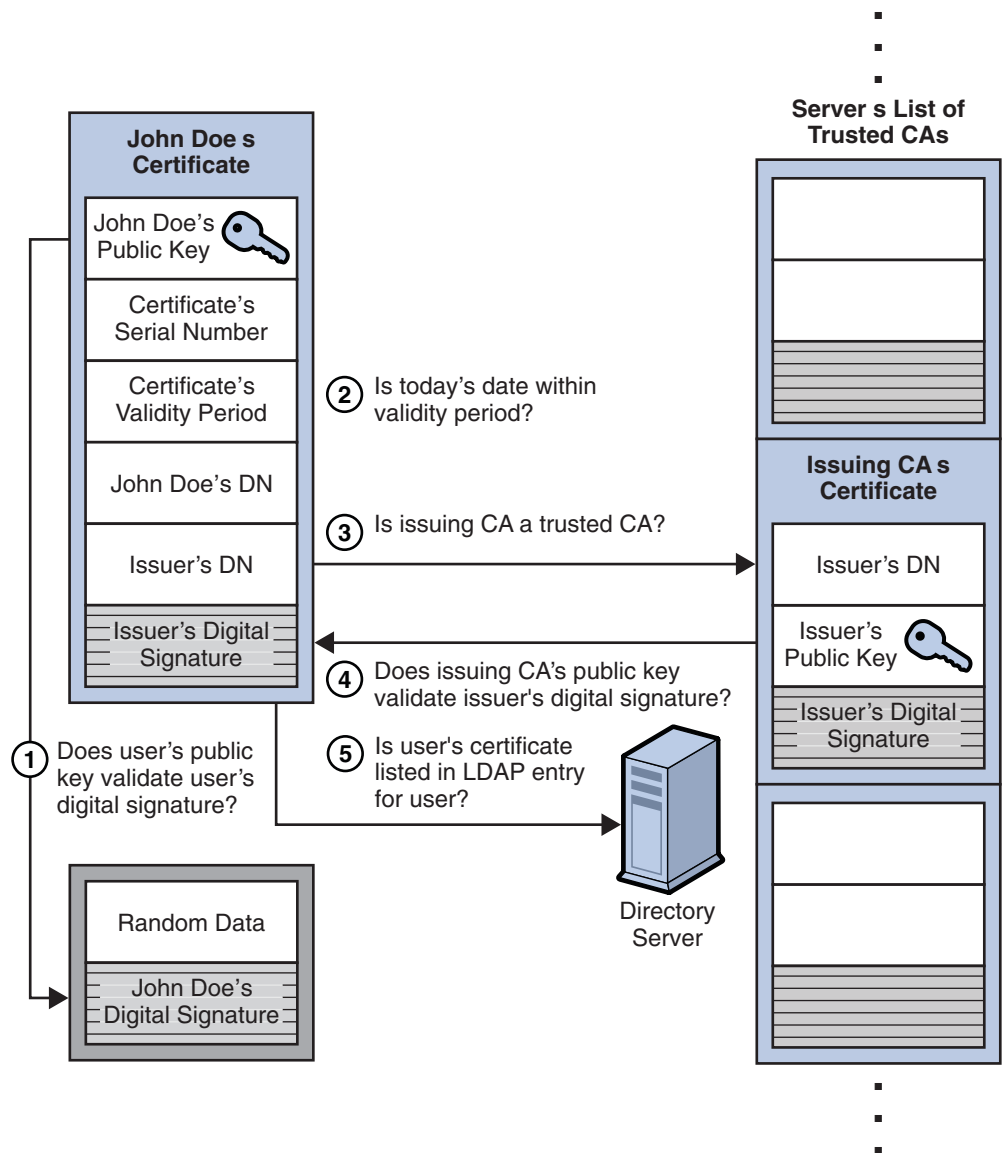 Server s List of
Trusted CAs
John Doe s
Certificate
John Doe's
Public Key
Certificate's
Serial Number
Certificate's
Validity Period
John Doe's DN
Issuer's DN
Issuer's Digital
Signature
2 Is today's date within
validity period?
3 Is issuing CA a trusted CA?
Issuing CA s
Certificate
Issuer's DN
Issuer's
Public Key
Issuer's Digital
Signature
4 Does issuing CA's public key
validate issuer's digital signature?
1 Does user's public
key validate user's
digital signature?
5 Is user's certificate
listed in LDAP entry
for user?
Directory
Server
Random Data
John Doe's
Digital Signature